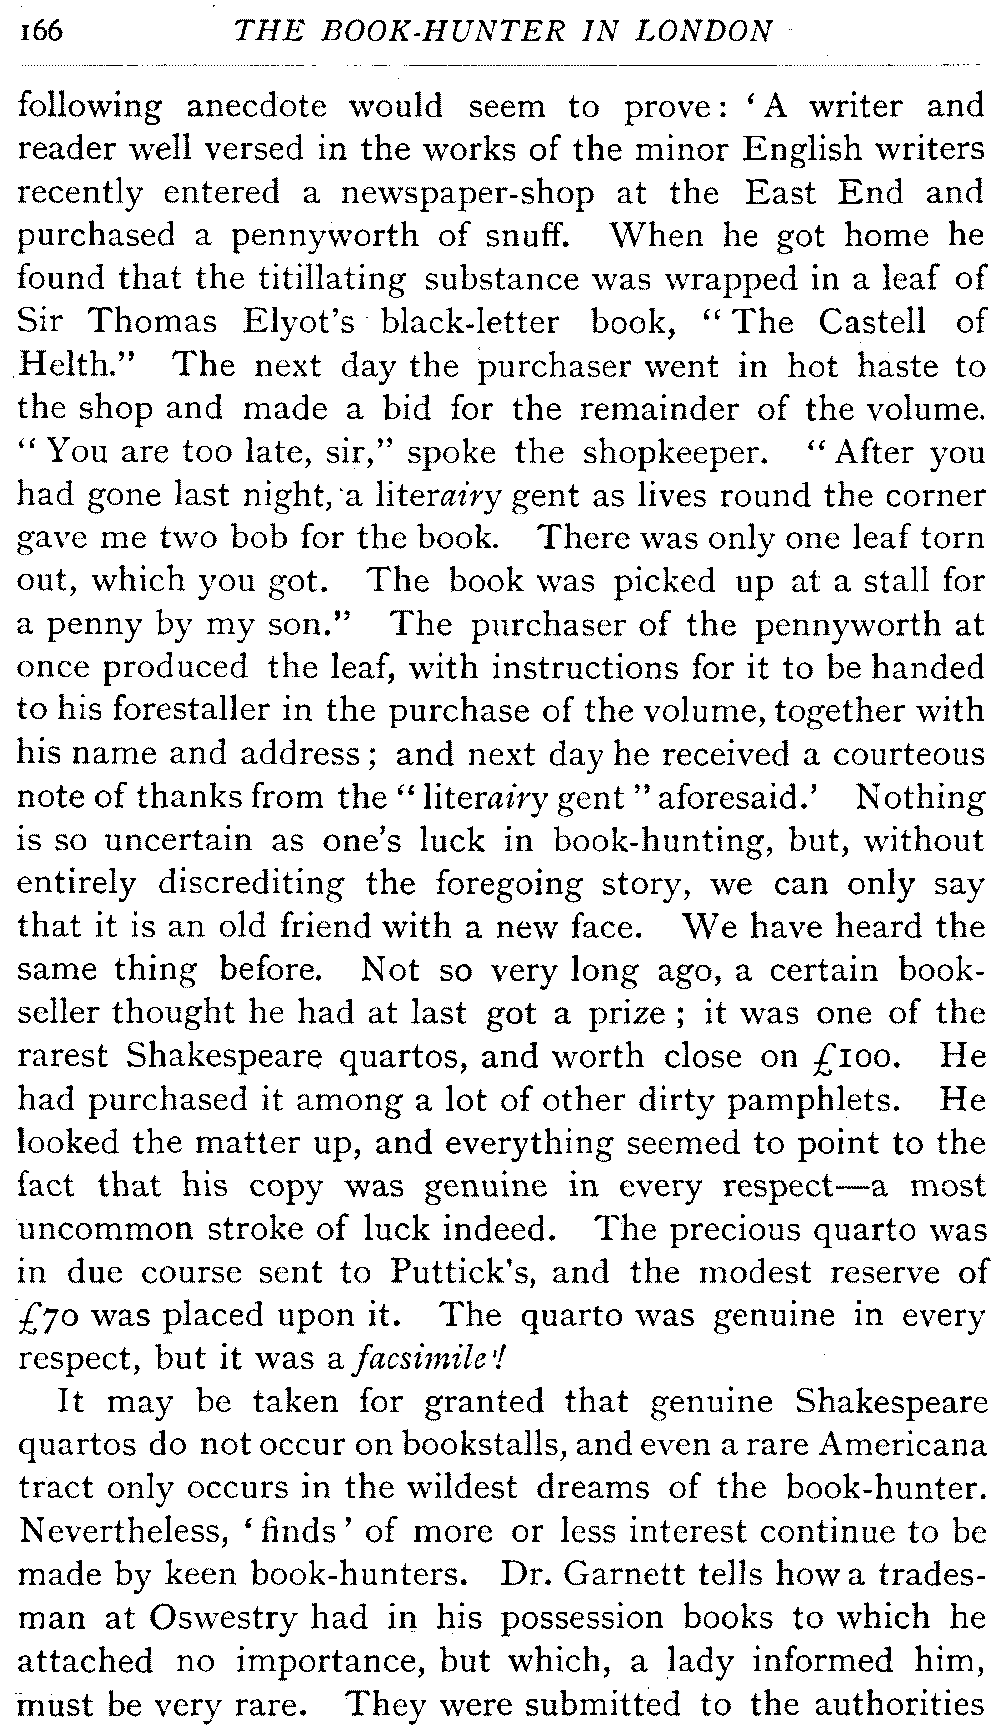 166 THE BOOK-HUNTER IN LONDON
following anecdote would seem to prove: ‘A writer and
reader well versed in the works of the minor English writers
recently entered a newspaper-shop at the East End and
purchased a pennyworth of snuff. When he got home he
found that the titillating substance was wrapped in a leaf of
Sir Thomas Elyot's black-letter book, “The Castell of
Helth.” The next day the purchaser went in hot haste to
the shop and made a bid for the remainder of the volume.
“You are too late, sir,” spoke the shopkeeper. “After you
had gone last night, a literairy gent as lives round the corner
gave me two bob for the book. There was only one leaf torn
out, which you got. The book was picked up at a stall for
a penny by my son.” The purchaser of the pennyworth at
once produced the leaf, with instructions for it to be handed
to his forestaller in the purchase of the volume, together with
his name and address; and next day he received a courteous
note of thanks from the “literairy gent” aforesaid.’ Nothing
is so uncertain as one's luck in book-hunting, but, without
entirely discrediting the foregoing story, we can only say
that it is an old friend with a new face. We have heard the
same thing before. Not so very long ago, a certain book-
seller thought he had at last got a prize; it was one of the
rarest Shakespeare quartos, and worth close on £100. He
had purchased it among a lot of other dirty pamphlets. He
looked the matter up, and everything seemed to point to the
fact that his copy was genuine in every respect—a most
uncommon stroke of luck indeed. The precious quarto was
in due course sent to Puttick's, and the modest reserve of
£70 was placed upon it. The quarto was genuine in every
respect, but it was a facsimile!
It may be taken for granted that genuine Shakespeare
quartos do not occur on bookstalls, and even a rare Americana
tract only occurs in the wildest dreams of the book-hunter.
Nevertheless, ‘finds’ of more or less interest continue to be
made by keen book-hunters. Dr. Garnett tells how a trades-
man at Oswestry had in his possession books to which he
attached no importance, but which, a lady informed him,
must be very rare. They were submitted to the authorities